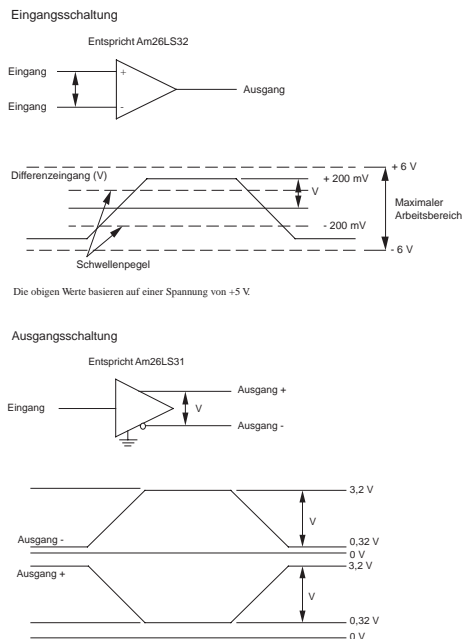 Eingangsschaltung
Entspricht Am26LS32
Eingang
+
Ausgang
Eingang
-
+ 6 V
Differenzeingang (V)
+ 200 mV
V
Maximaler
Arbeitsbereich
- 200 mV
- 6 V
Schwellenpegel
Die obigen Werte basieren auf einer Spannung von +5 V.
Ausgangsschaltung
Entspricht Am26LS31
Ausgang +
Eingang
V
Ausgang -
3,2 V
V
Ausgang -
0,32 V
0 V
3,2 V
Ausgang +
V
0,32 V
0 V